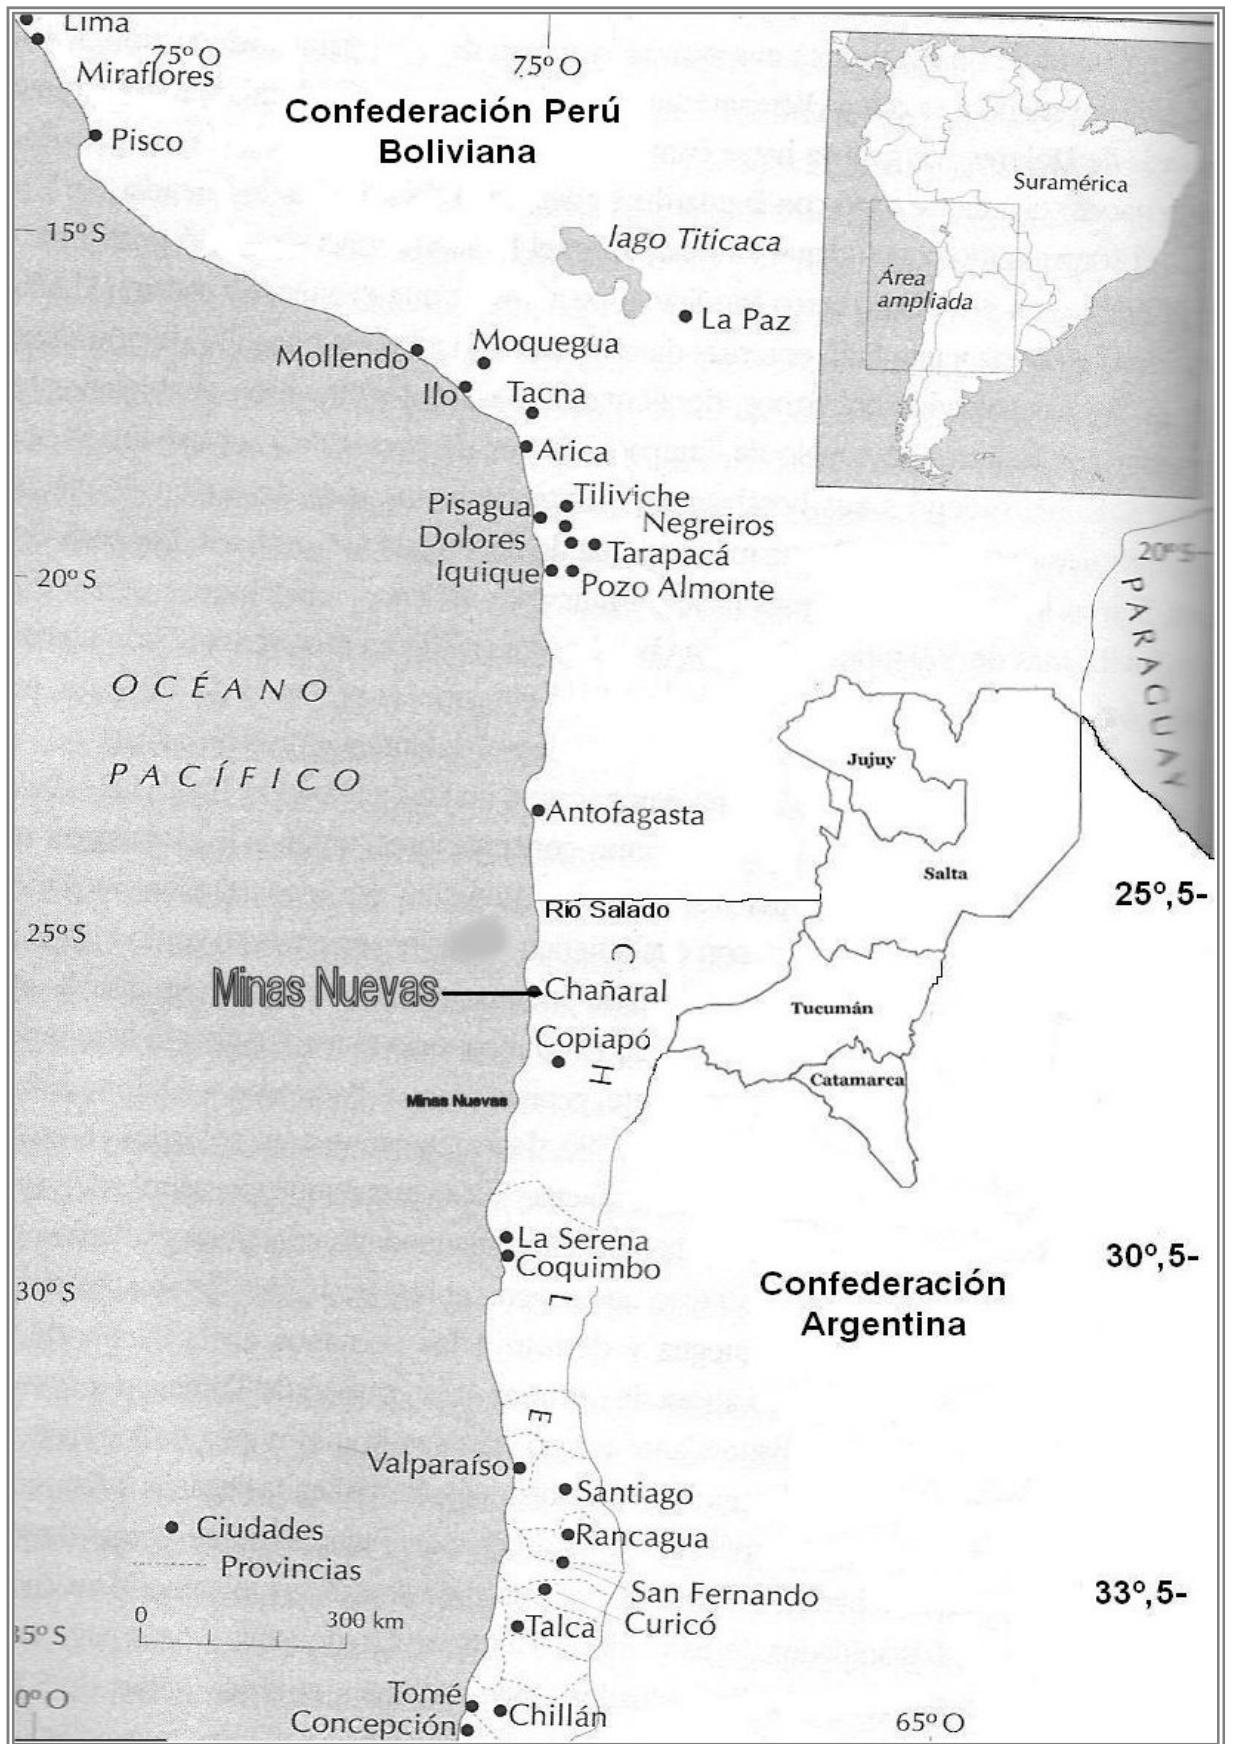 Lima
75º O
75º O
Miraflores
Confederación Perú
Boliviana
Pisco
Suramérica
15º S
lago Titicaca
Área
ampliada
La Paz
Moquegua
Mollendo
Ilo
Tacna
Arica
Tiliviche
Pisagua
Negreiros
Dolores
Tarapacá
20º S
Iquique
20º S
Pozo Almonte
PARAGUAY
OCÉANO
PACÍFICO
Jujuy
Antofagasta
Salta
25º,5-
Río Salado
25º S
CHILE
Minas Nuevas
Chañaral
Tucumán
Copiapó
Catamarca
Minas Nuevas
La Serena
Coquimbo
30º,5-
30º S
Confederación
Argentina
Valparaíso
Santiago
Ciudades
Rancagua
Provincias
San Fernando
33º,5-
0
300 km
Curicó
Talca
35º S
Tomé
0º O
Chillán
Concepción
65º O